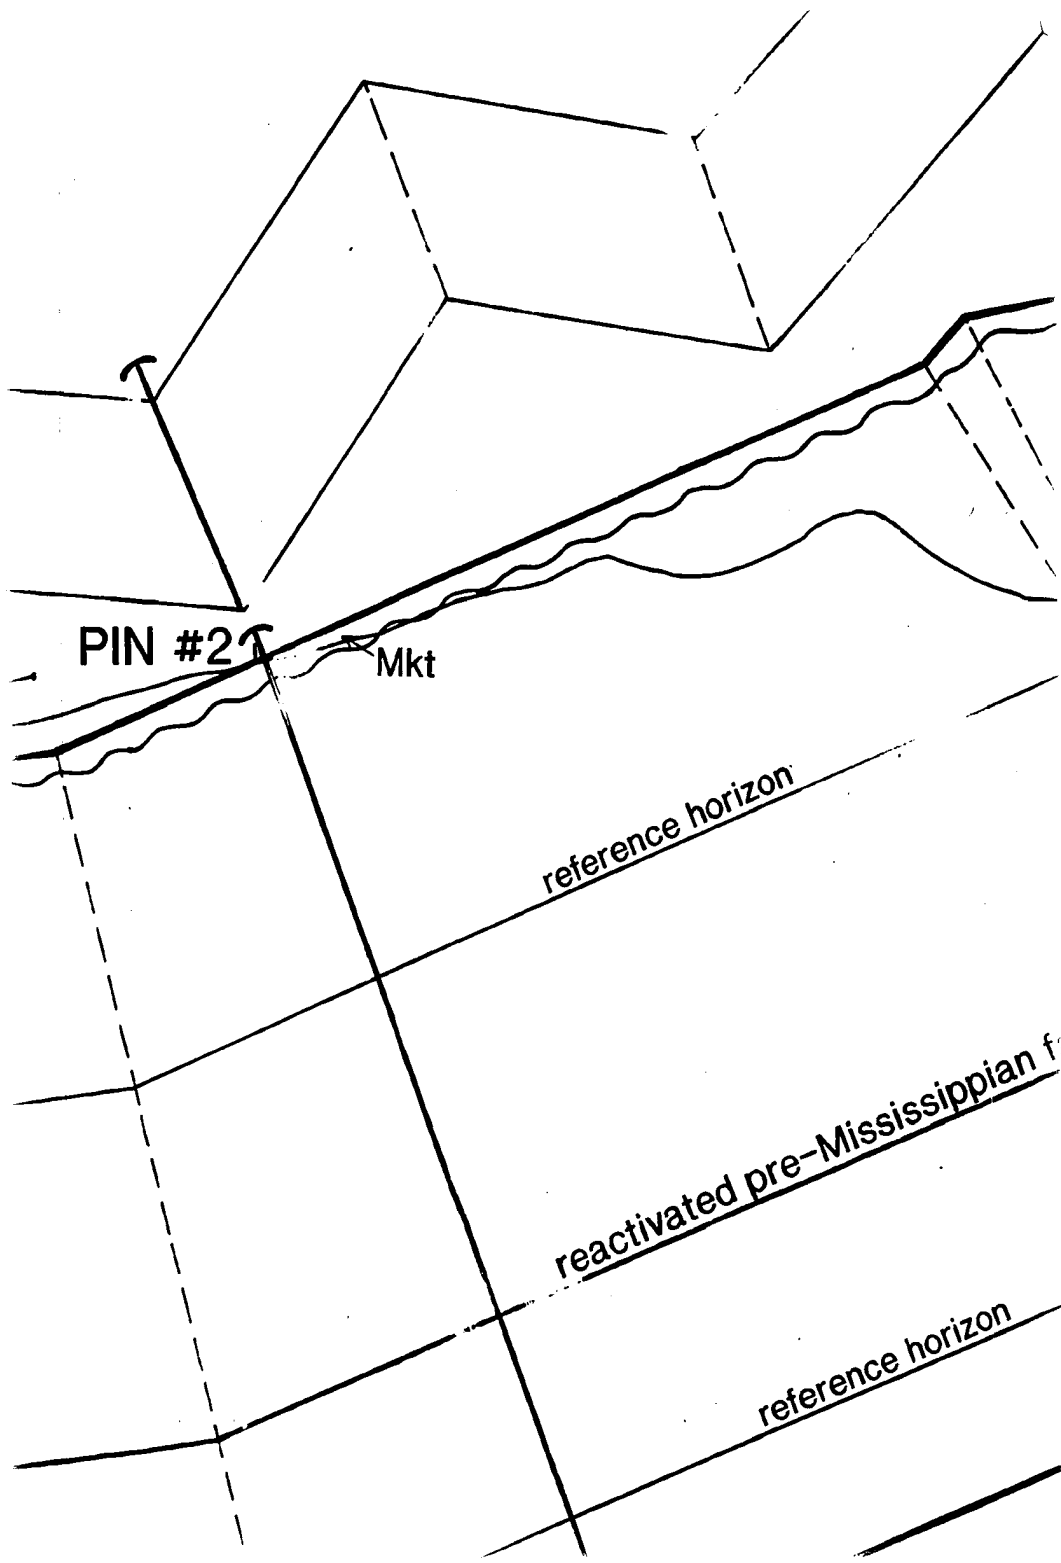 PIN #2
Mkt
reference horizon
reactivated pre-Mississippian f
reference horizon